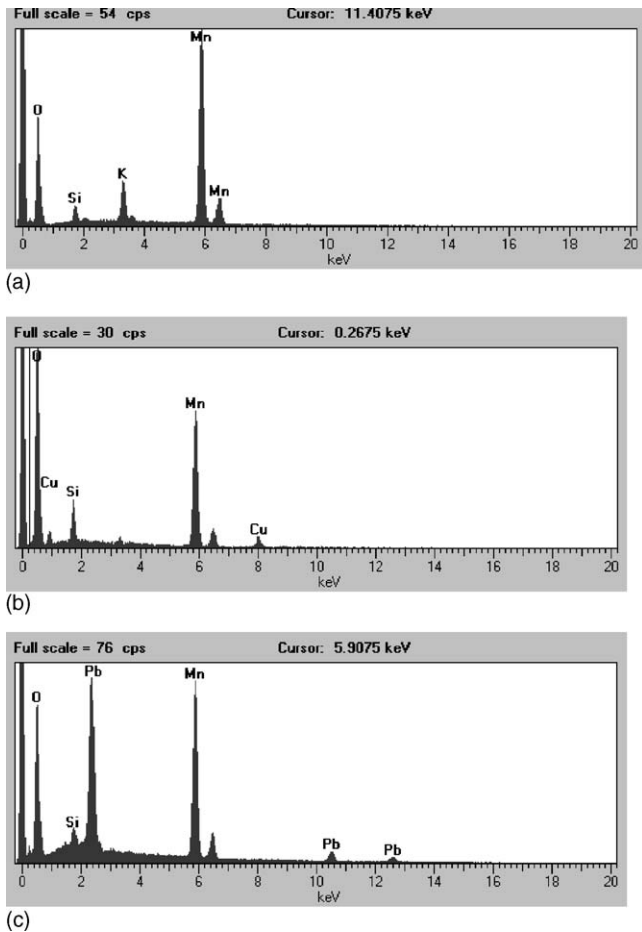 Full scale = 54 cps Cursor: 11.4075 keV
Mn
O
K
Si
Mn
0 2 4 6 8 10 12 14 16 18 20
keV
(a)
Full scale = 30 cps Cursor: 0.2675 keV
O
Mn
Cu
Si
Cu
0 2 4 6 8 10 12 14 16 18 20
keV
(b)
Full scale = 76 cps Cursor: 5.9075 keV
Pb
Mn
O
Si
Pb
Pb
0 2 4 6 8 10 12 14 16 18 20
keV
(c)